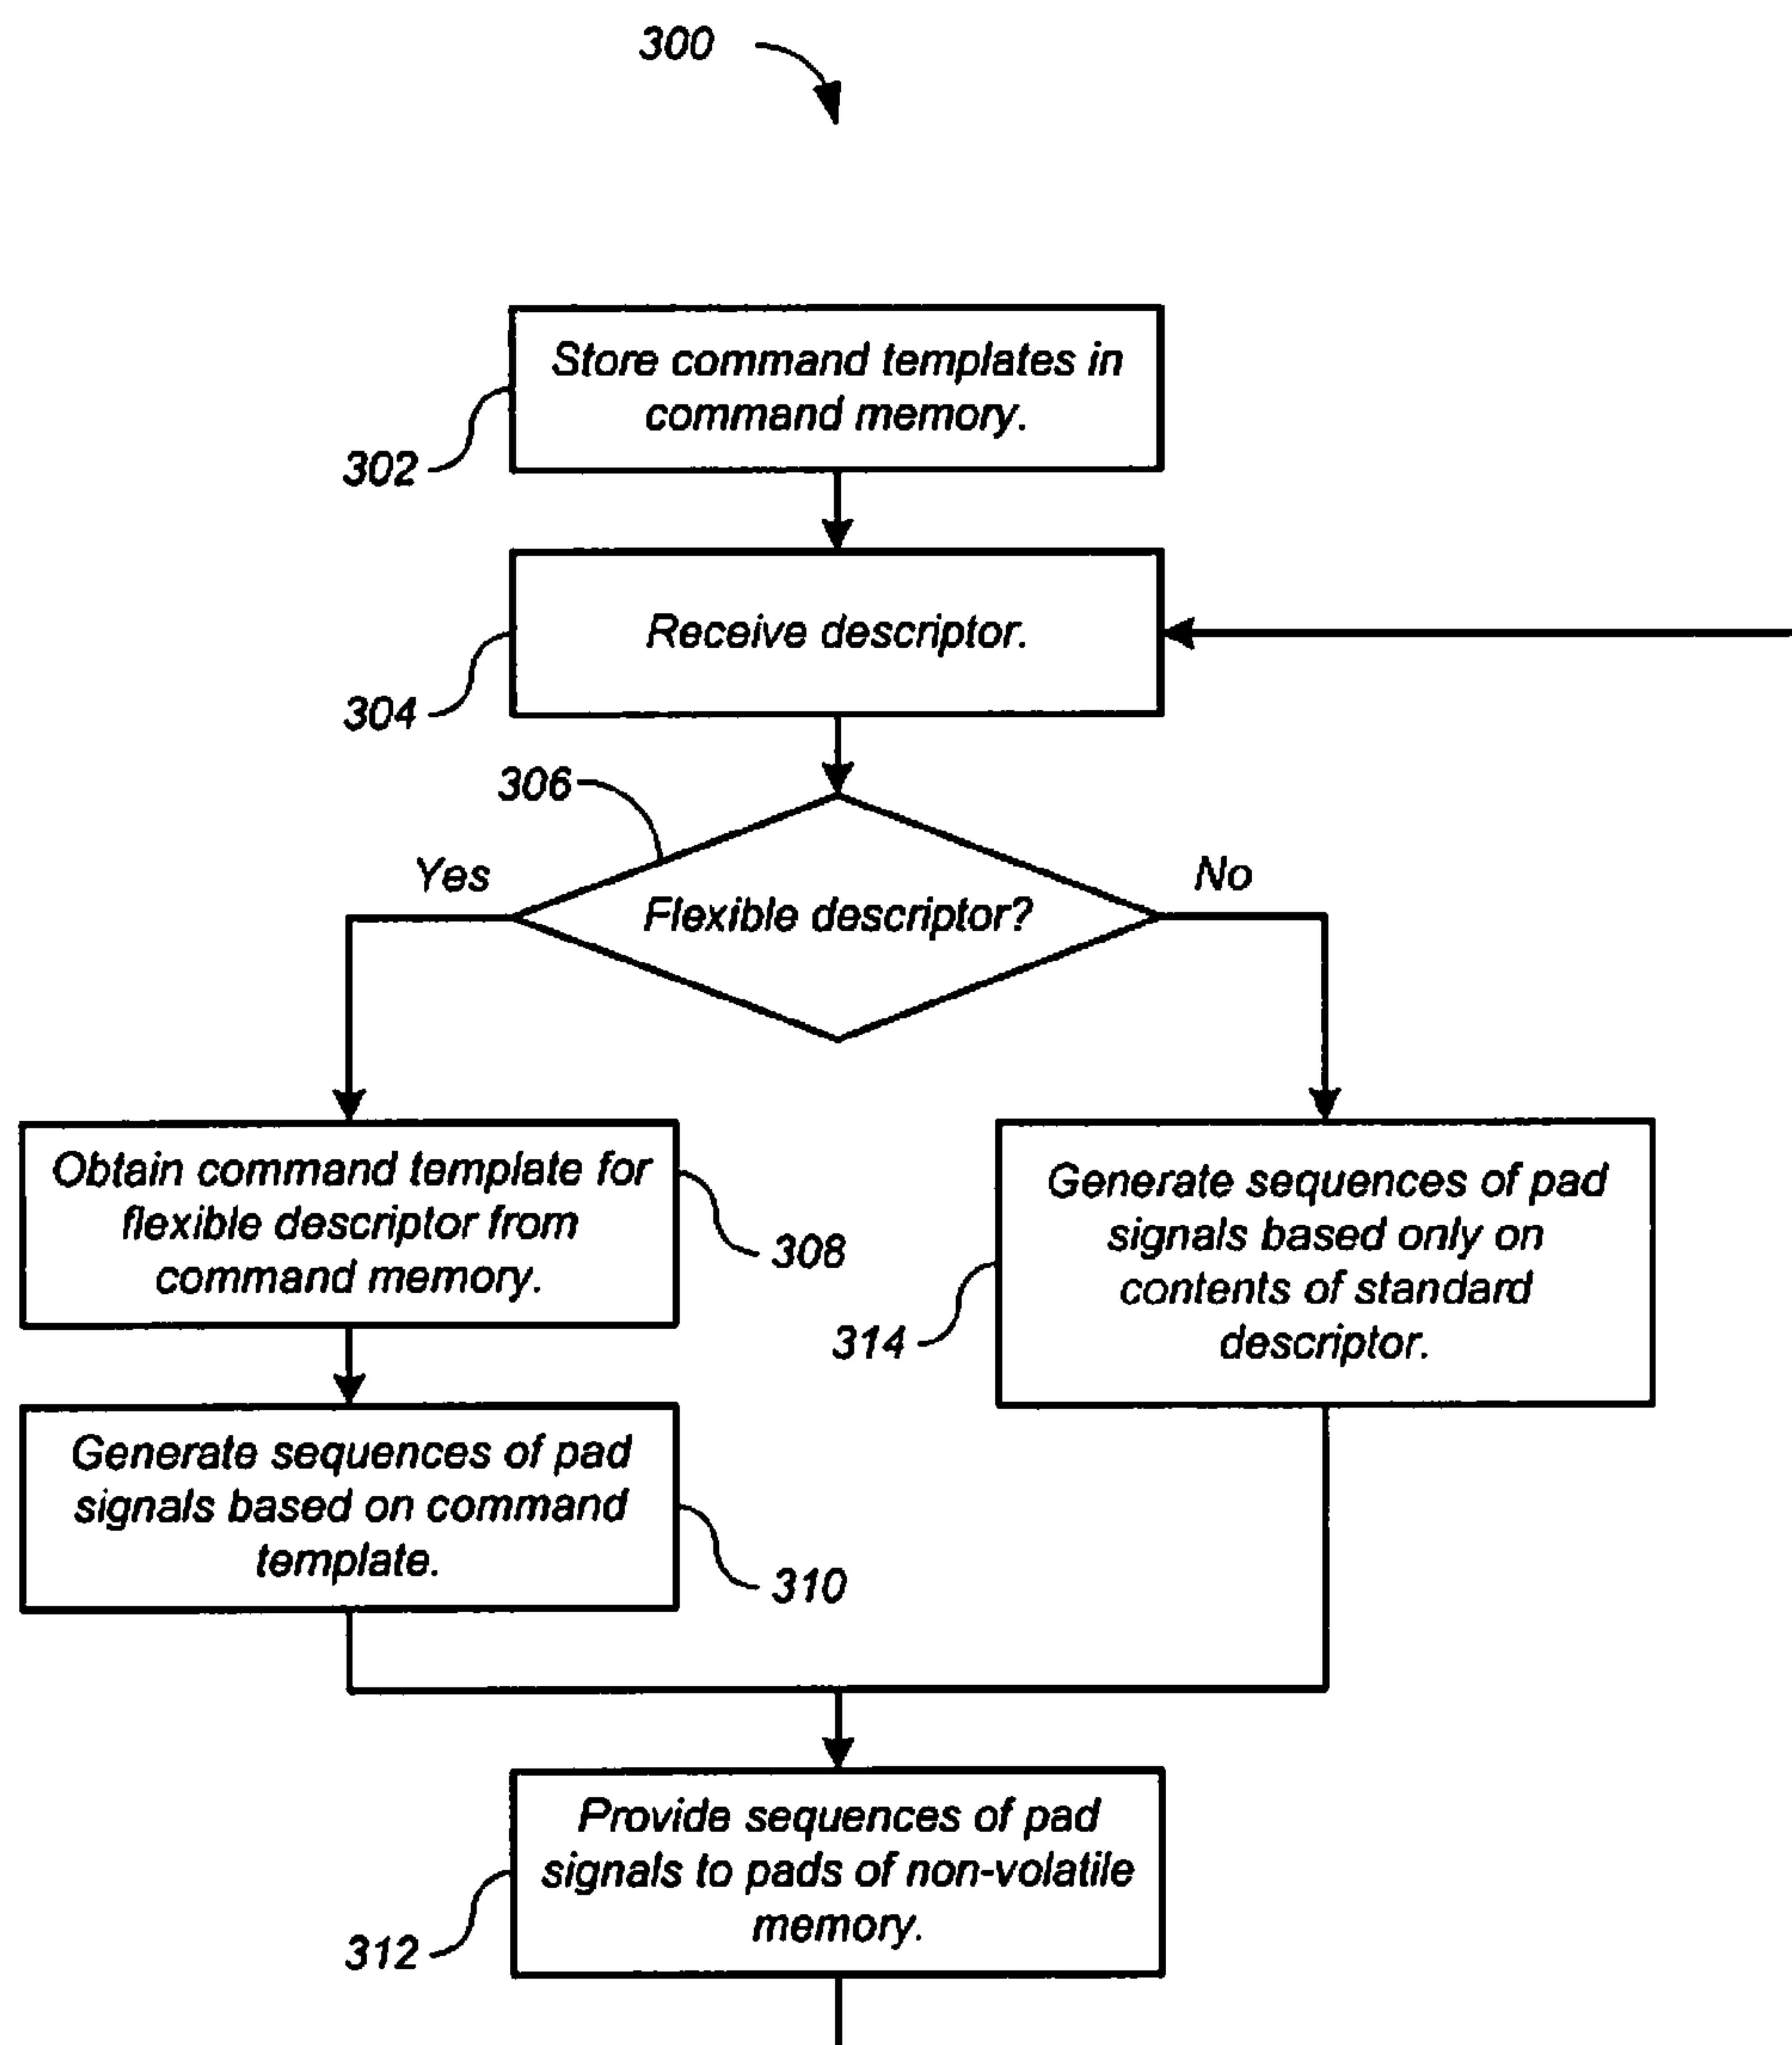 300
Store command templates in
command memory.
302
Receive descriptor.
304
306
Yes
No
Flexible descriptor?
Obtain command template for
flexible descriptor from
command memory.
308
Generate sequences of pad
signals based only on
contents of standard
descriptor.
314
Generate sequences of pad
signals based on command
template.
310
Provide sequences of pad
signals to pads of non-volatile
memory.
312